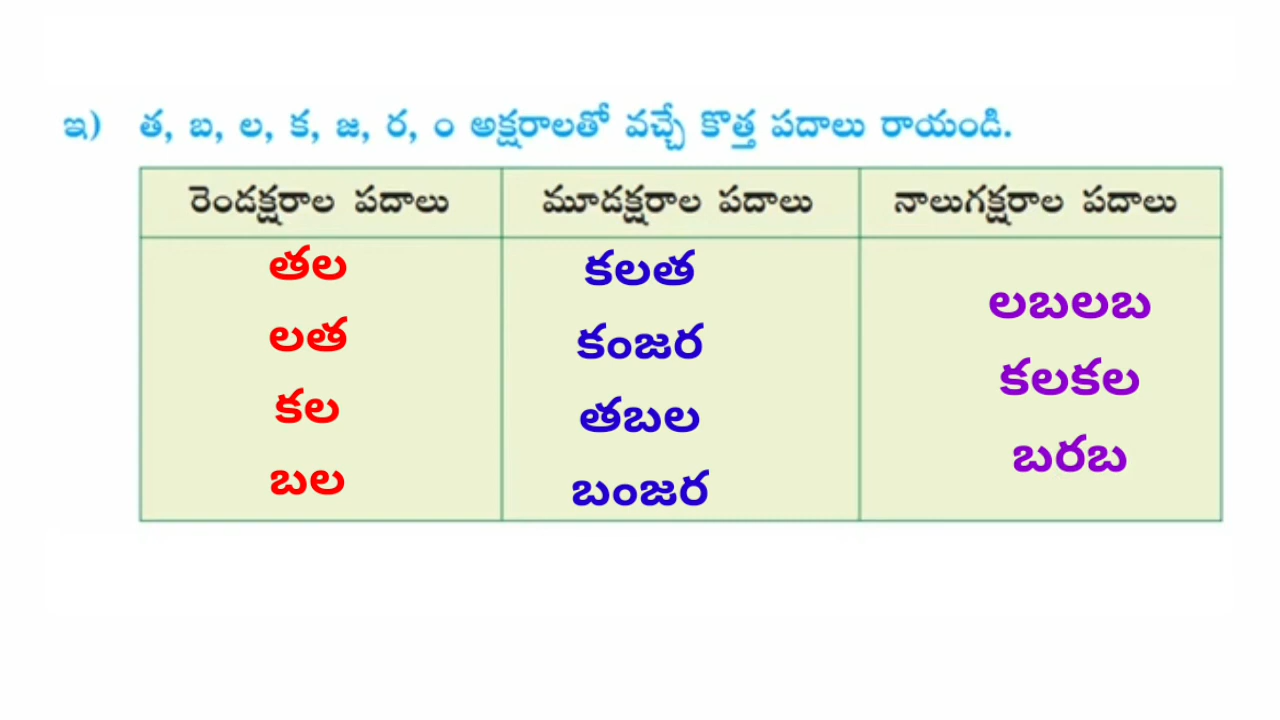 ఇ) త, బ, ల, క, జ, ర, ం అక్షరాలతో వచ్చే కొత్త పదాలు రాయండి.
రెండక్షరాల పదాలు మూడక్షరాల పదాలు నాలుగక్షరాల పదాలు
తల
లత
కల
బల
కలత
కంజర
తబల
బంజర
లబలబ
కలకల
బరబ